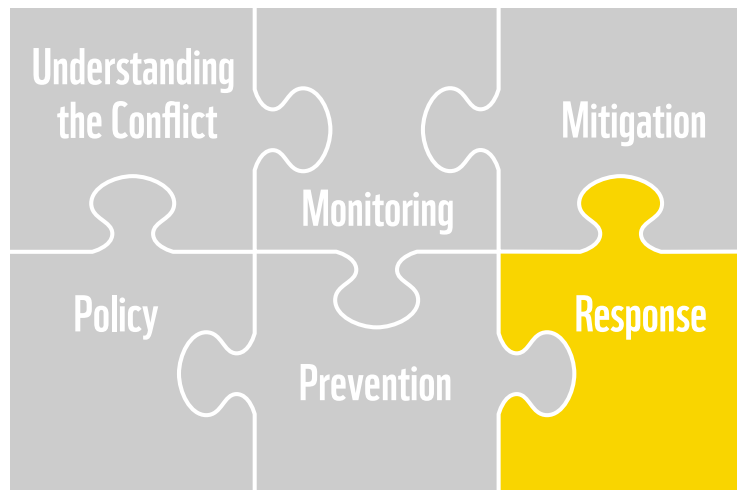 Understanding
the Conflict
Monitoring
Mitigation
Policy
Prevention
Response